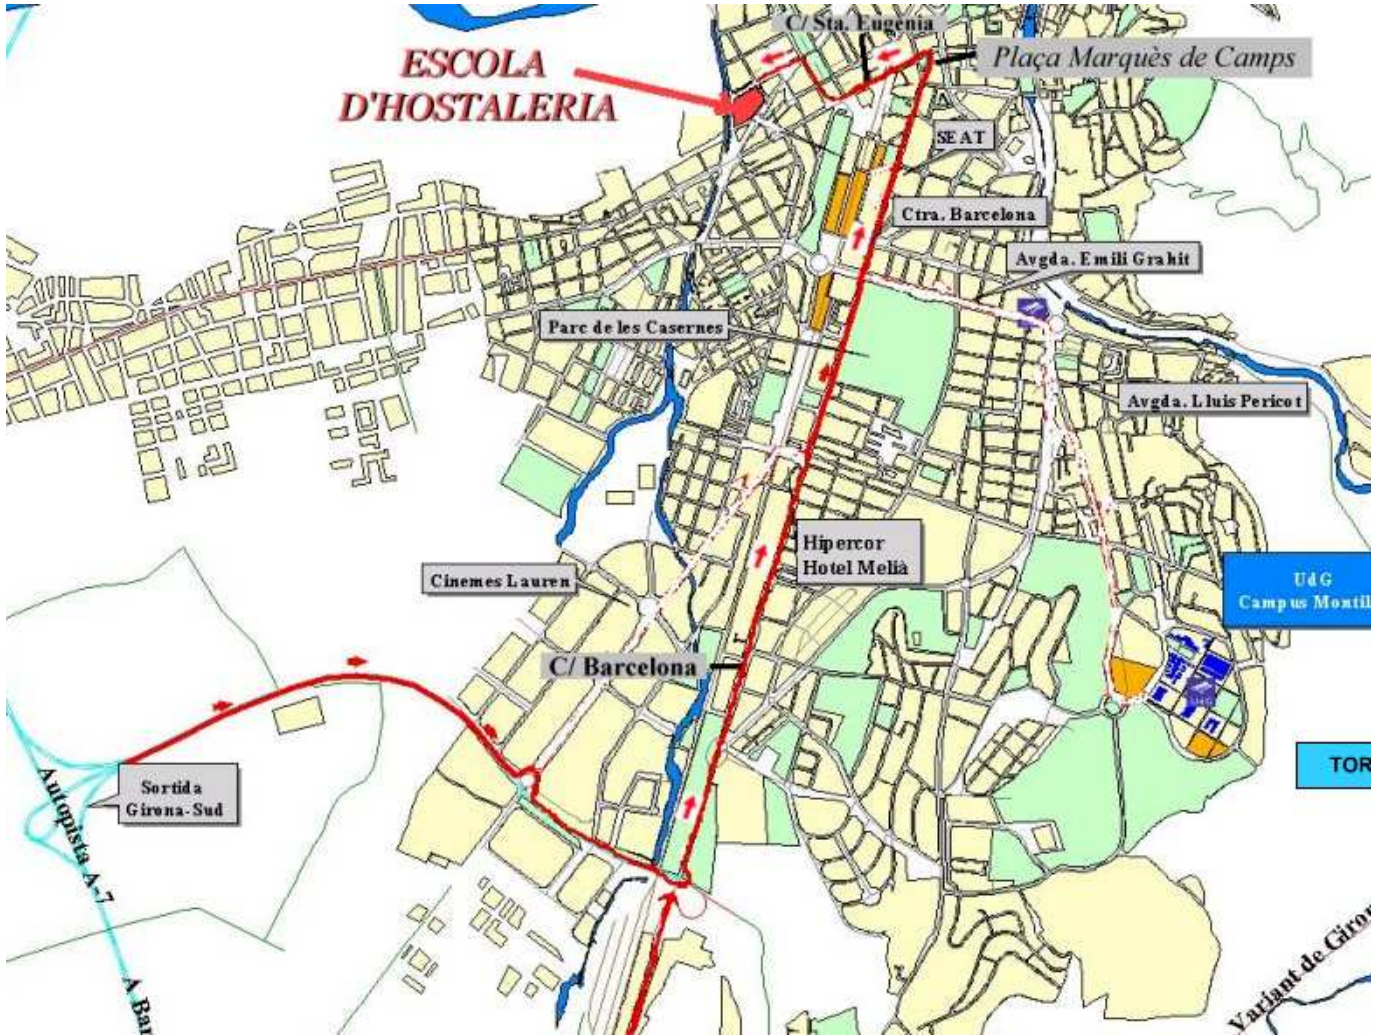 C/ Sta. Eugènia
Plaça Marquès de Camps
ESCOLA
D'HOSTALERIA
SEAT
Ctra. Barcelona
Avgda. Emili Grahit
Parc de les Casernes
Avgda. Lluis Pericot
Hipercor
Hotel Melià
Cinemes Lauren
UdG
Campus Montil
C/ Barcelona
TOR
Sortida
Girona-Sud
Autopista A-7
A Bar
Variant de Giron